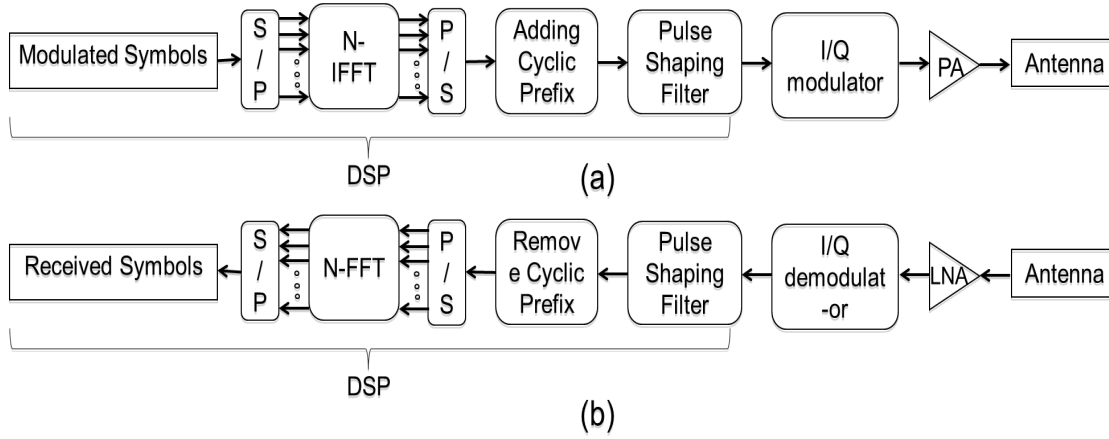 Modulated Symbols
S
/
P
N-
IFFT
P
/
S
Adding
Cyclic
Prefix
Pulse
Shaping
Filter
I/Q
modulator
PA
Antenna
DSP
(a)
Received Symbols
S
/
P
N-FFT
P
/
S
Remov
e Cyclic
Prefix
Pulse
Shaping
Filter
I/Q
demodulat
-or
LNA
Antenna
DSP
(b)